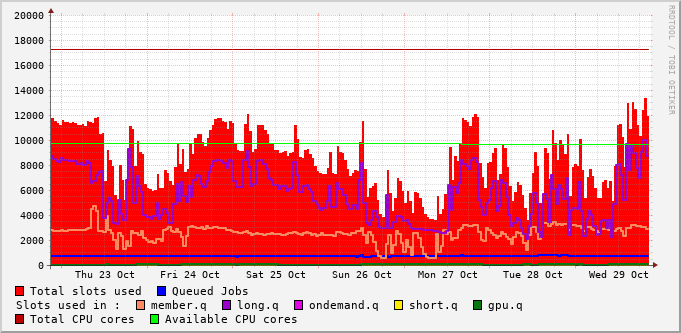 20000
18000
16000
14000
12000
10000
8000
6000
4000
2000
0
Thu 23 Oct Fri 24 Oct Sat 25 Oct Sun 26 Oct Mon 27 Oct Tue 28 Oct Wed 29 Oct
RRDTOOL / TOBI OETIKER
Total slots used Queued Jobs
Slots used in : member.q long.q ondemand.q short.q gpu.q
Total CPU cores Available CPU cores